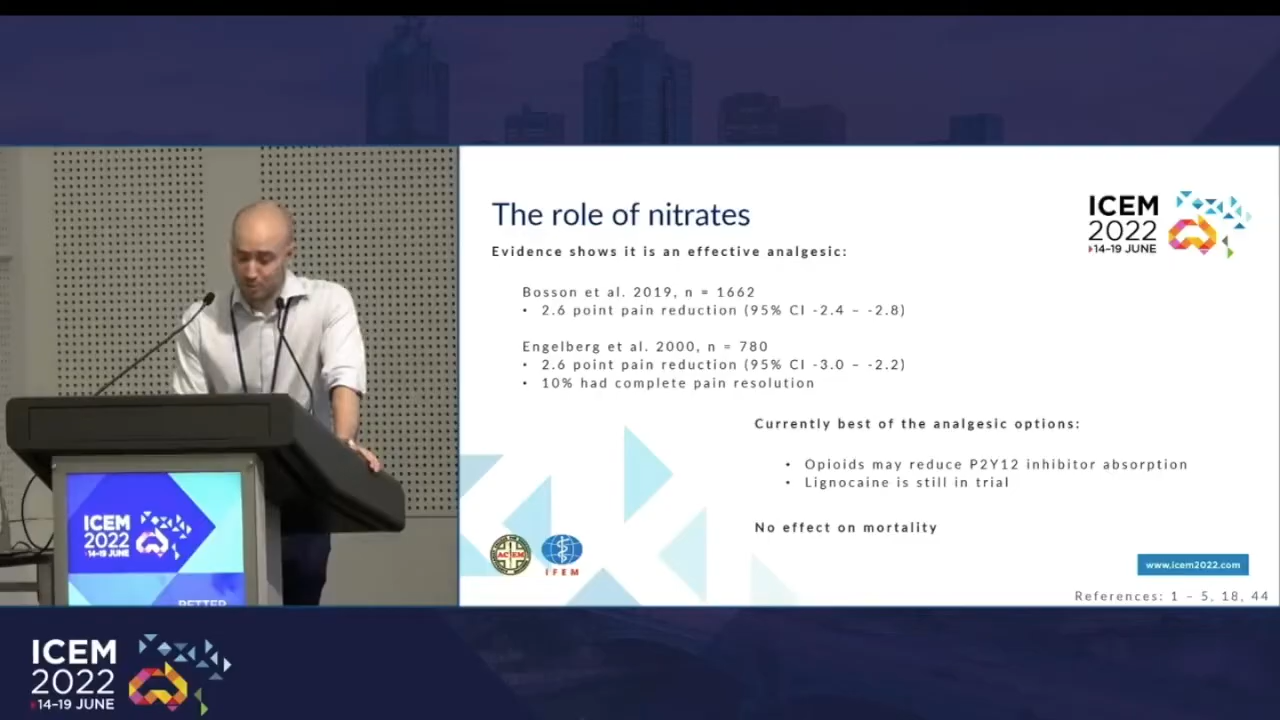 The role of nitrates
Evidence shows it is an effective analgesic:
Bosson et al. 2019, n = 1662
• 2.6 point pain reduction (95% CI -2.4 – -2.8)
Engelberg et al. 2000, n = 780
• 2.6 point pain reduction (95% CI -3.0 – -2.2)
• 10% had complete pain resolution
Currently best of the analgesic options:
• Opioids may reduce P2Y12 inhibitor absorption
• Lignocaine is still in trial
No effect on mortality
www.icem2022.com
References: 1 – 5, 18, 44
ICEM
2022
14–19 JUNE
ACEM
IFEM
ICEM
2022
14–19 JUNE
BETTER
ICEM
2022
14–19 JUNE